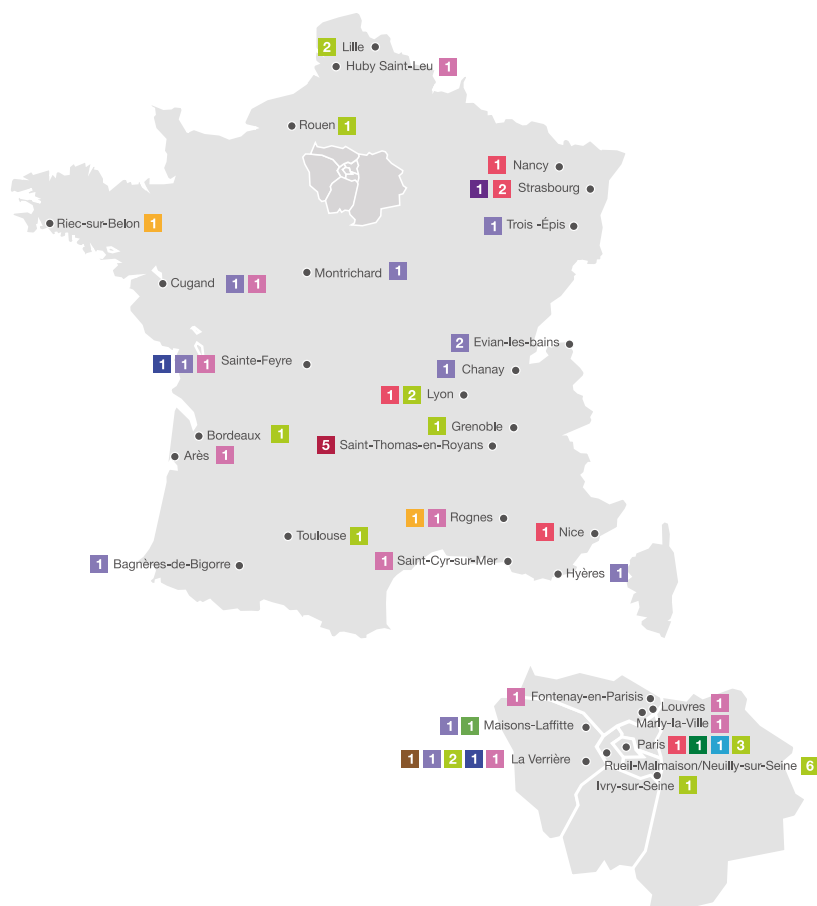 2 Lille
Huby Saint-Leu 1
Rouen 1
1 Nancy
1 2 Strasbourg
Riec-sur-Belon 1
1 Trois -Épis
Montrichard 1
Cugand 1 1
2 Evian-les-bains
1 1 1 Sainte-Feyre
1 Chanay
1 2 Lyon
1 Grenoble
Bordeaux 1
5 Saint-Thomas-en-Royans
Arès 1
1 1 Rognes
1 Nice
Toulouse 1
1 Saint-Cyr-sur-Mer
1 Bagnères-de-Bigorre
Hyères 1
1 Fontenay-en-Parisis
Louvres 1
Marly-la-Ville 1
1 1 Maisons-Laffitte
Paris 1 1 1 3
1 1 2 1 1 La Verrière
Rueil-Malmaison/Neuilly-sur-Seine 6
Ivry-sur-Seine 1